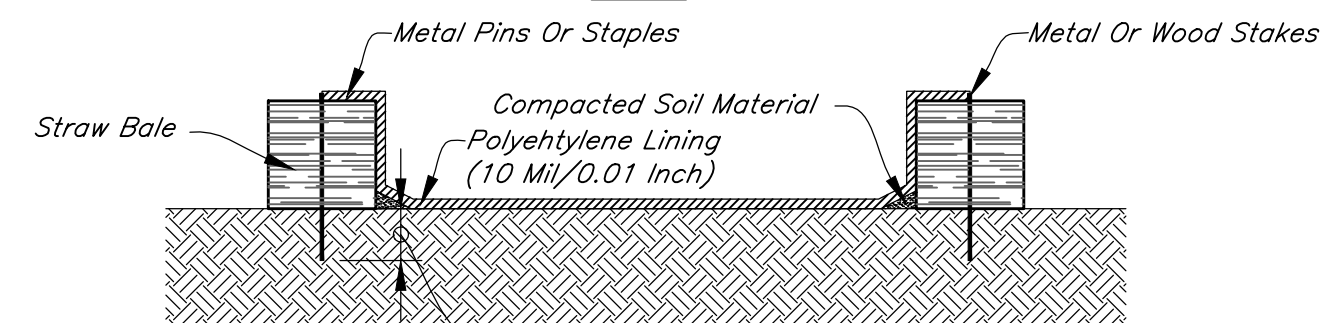 Metal Pins Or Staples
Metal Or Wood Stakes
Compacted Soil Material
Straw Bale
Polyehtylene Lining
(10 Mil/0.01 Inch)